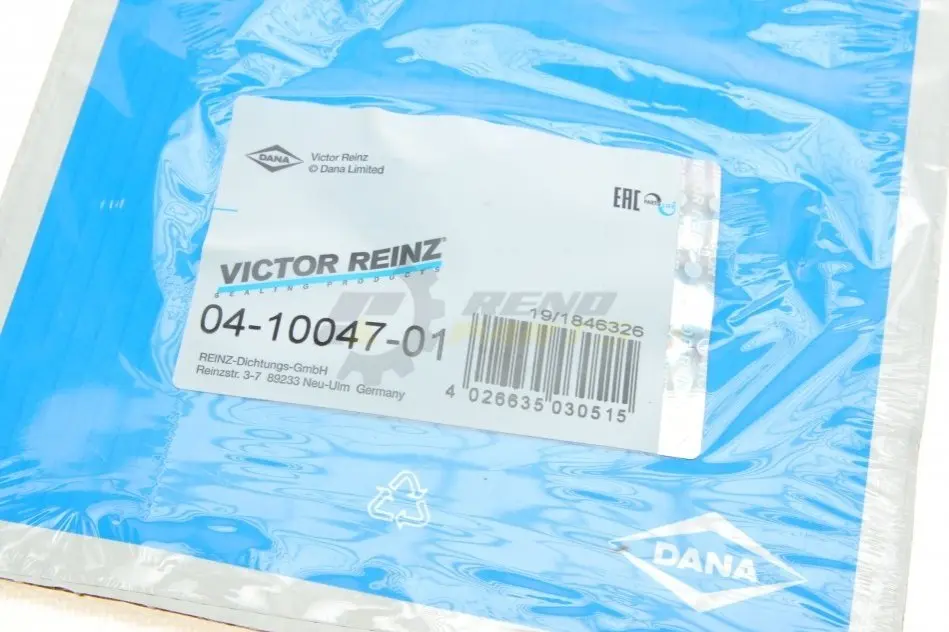 DANA
Victor Reinz
© Dana Limited
EAC
VICTOR REINZ®
SEALING PRODUCTS
RENO
04-10047-01
19/1846326
REINZ-Dichtungs-GmbH
Reinzstr. 3-7 89233 Neu-Ulm Germany
4 026635 030515
DANA